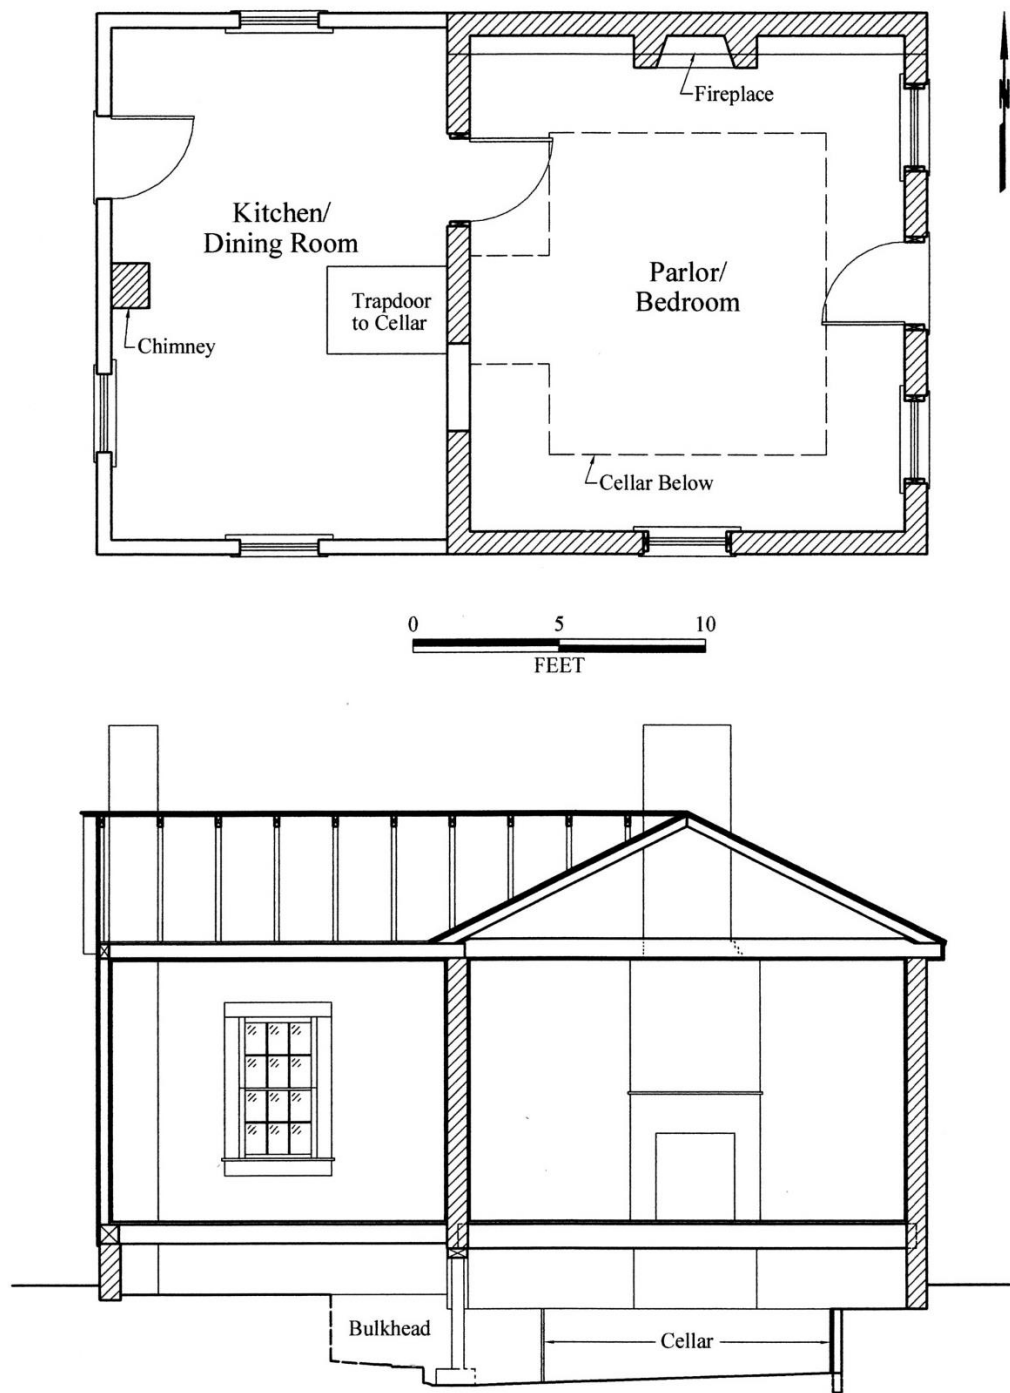 Fireplace
N
Kitchen/
Dining Room
Parlor/
Bedroom
Trapdoor
to Cellar
Chimney
Cellar Below
0 5 10
FEET
Bulkhead
Cellar